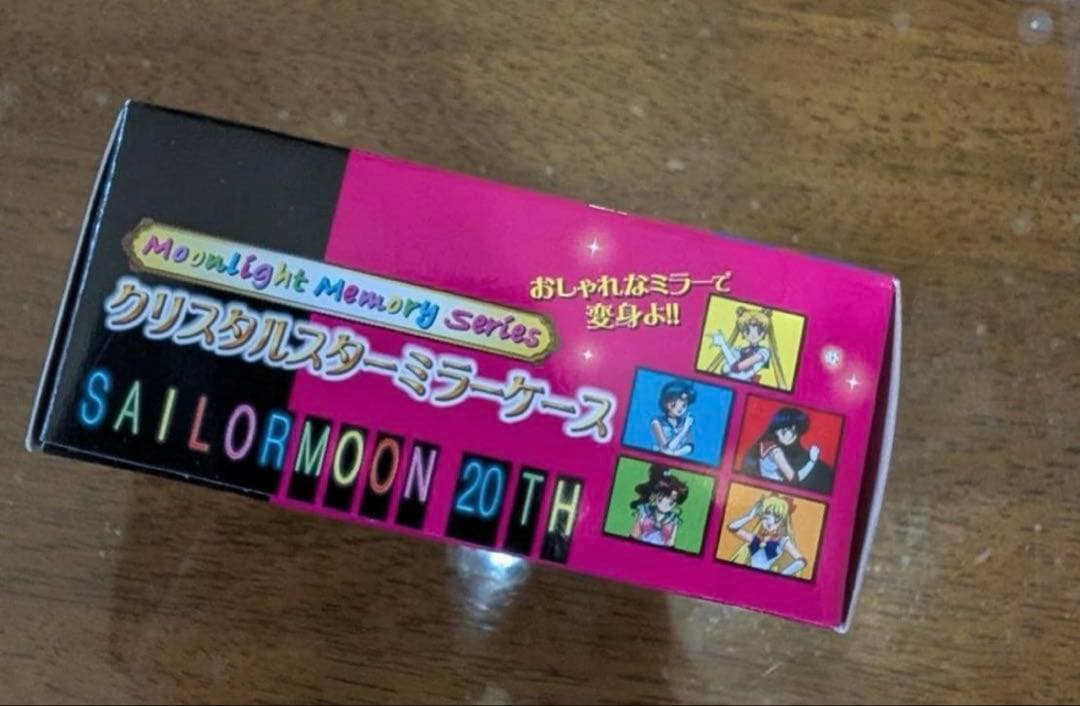 Moonlight Memory Series
クリスタルスターミラーケース
SAILORMOON 20TH
おしゃれなミラーで
変身よ!!